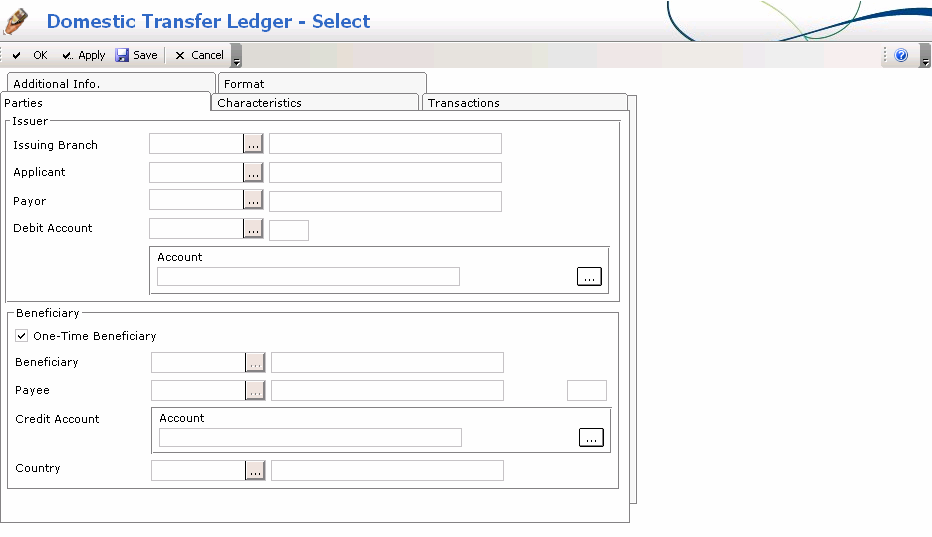 Domestic Transfer Ledger - Select
OK Apply Save Cancel
Additional Info. Format
Parties Characteristics Transactions
Issuer
Issuing Branch ...
Applicant ...
Payor ...
Debit Account ...
Account
...
Beneficiary
One-Time Beneficiary
Beneficiary ...
Payee ...
Credit Account Account
...
Country ...